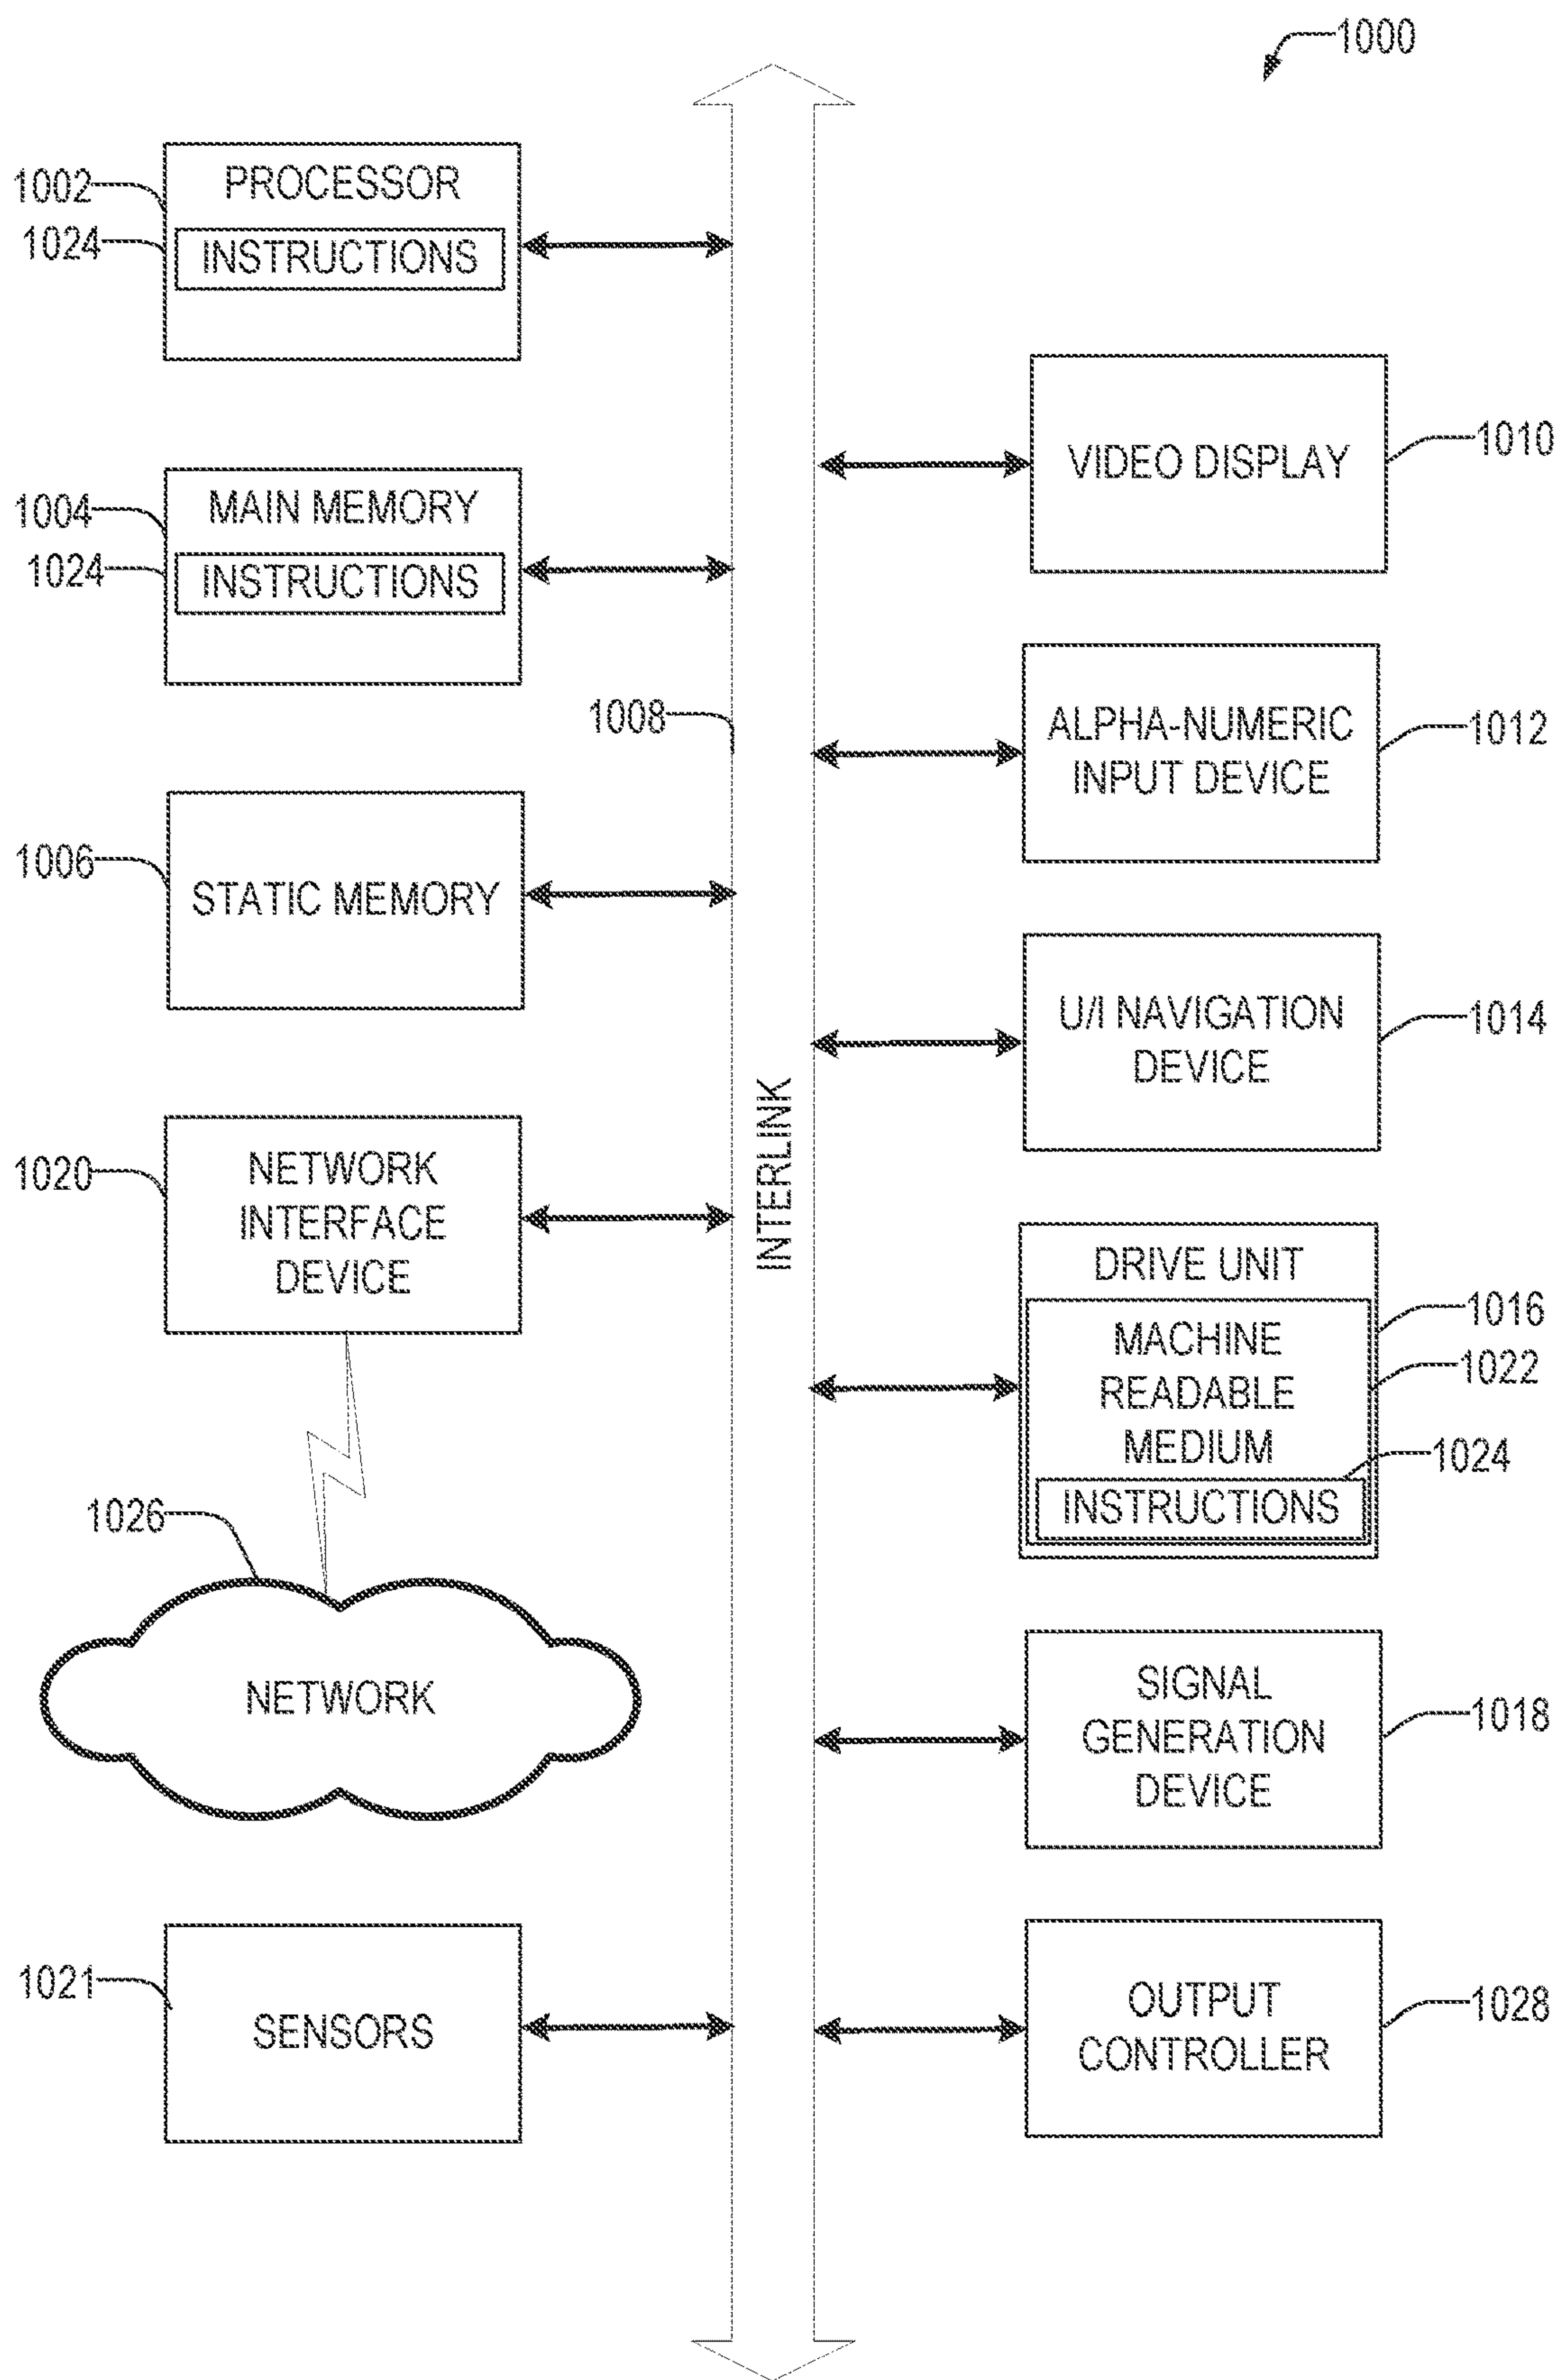 1000
1002
PROCESSOR
1024
INSTRUCTIONS
1004
MAIN MEMORY
1024
INSTRUCTIONS
1008
1006
STATIC MEMORY
1020
NETWORK
INTERFACE
DEVICE
1026
NETWORK
1021
SENSORS
INTERLINK
VIDEO DISPLAY
1010
ALPHA-NUMERIC
INPUT DEVICE
1012
U/I NAVIGATION
DEVICE
1014
DRIVE UNIT
1016
MACHINE
READABLE
MEDIUM
1022
1024
INSTRUCTIONS
SIGNAL
GENERATION
DEVICE
1018
OUTPUT
CONTROLLER
1028